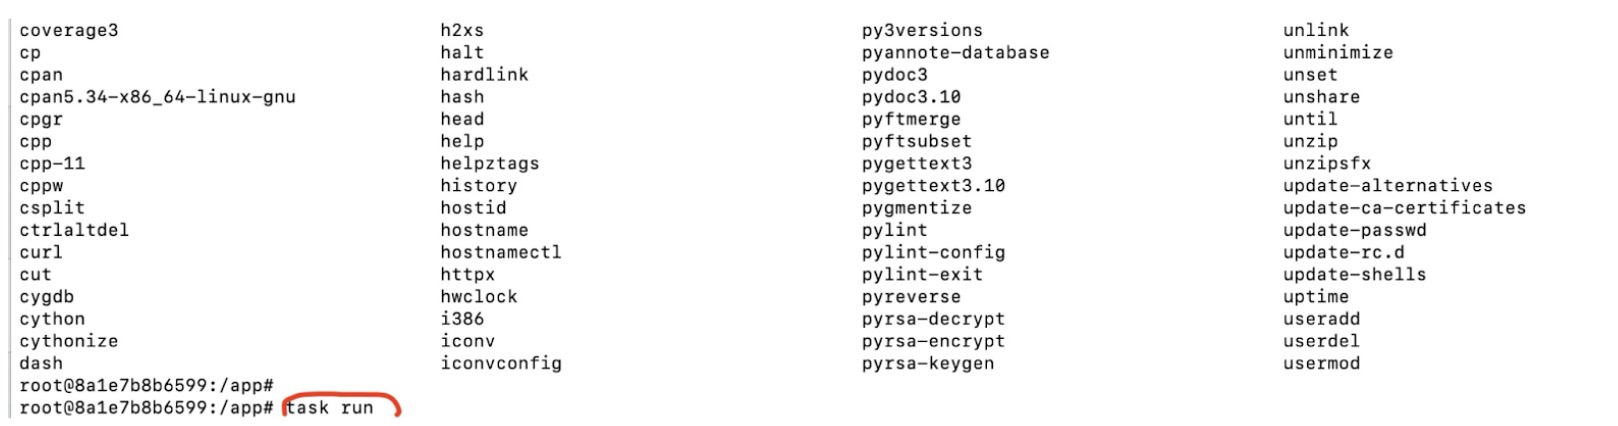 coverage3 h2xs py3versions unlink
cp halt pyannote-database unminimize
cpan hardlink pydoc3 unset
cpan5.34-x86_64-linux-gnu hash pydoc3.10 unshare
cpgr head pyftmerge until
cpp help pyftsubset unzip
cpp-11 helpztags pygettext3 unzipsfx
cppw history pygettext3.10 update-alternatives
csplit hostid pygmentize update-ca-certificates
ctrlaltdel hostname pylint update-passwd
curl hostnamectl pylint-config update-rc.d
cut httpx pylint-exit update-shells
cygdb hwclock pyreverse uptime
cython i386 pyrsa-decrypt useradd
cythonize iconv pyrsa-encrypt userdel
dash iconvconfig pyrsa-keygen usermod
root@8a1e7b8b6599:/app#
root@8a1e7b8b6599:/app# task run